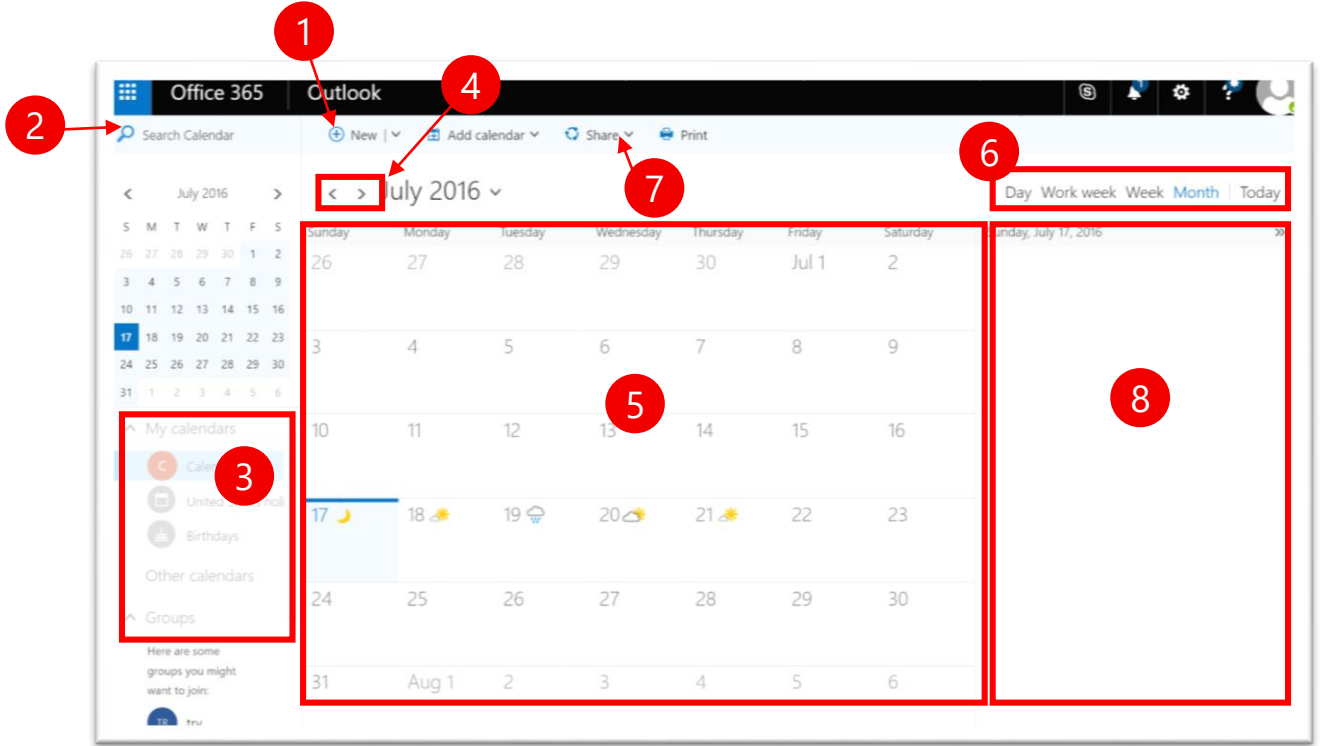 1
4
Office 365 Outlook
2
Search Calendar New Add calendar Share Print
6
7
July 2016 July 2016 Day Work week Week Month Today
S M T W T F S Sunday Monday Tuesday Wednesday Thursday Friday Saturday Sunday, July 17, 2016
26 27 28 29 30 1 2
26 27 28 29 30 Jul 1 2
3 4 5 6 7 8 9
10 11 12 13 14 15 16
17 18 19 20 21 22 23
3 4 5 6 7 8 9
24 25 26 27 28 29 30
31 1 2 3 4 5 6
5
8
My calendars
10 11 12 13 14 15 16
C
3
United
Birthdays
17 18 19 20 21 22 23
Other calendars
24 25 26 27 28 29 30
Groups
Here are some
groups you might
want to join:
31 Aug 1 2 3 4 5 6
TR try